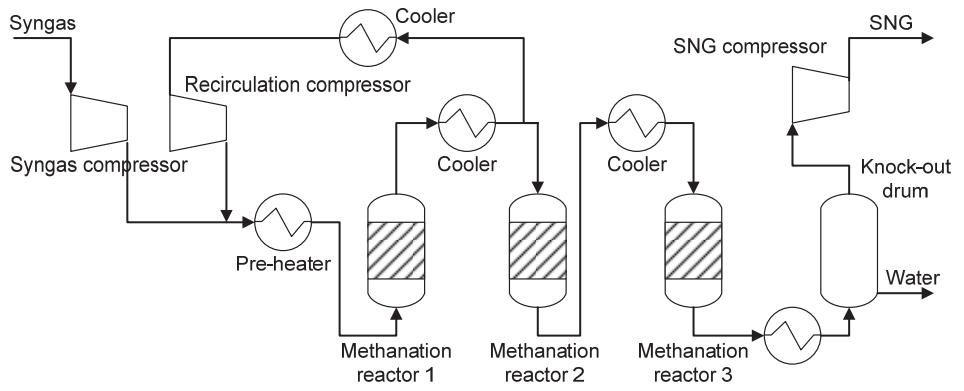 Syngas
Cooler
SNG
SNG compressor
Recirculation compressor
Syngas compressor
Cooler
Cooler
Knock-out
drum
Pre-heater
Water
Methanation
reactor 1
Methanation
reactor 2
Methanation
reactor 3